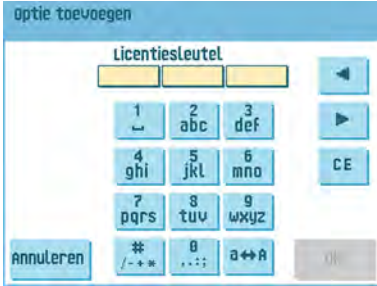 Optie toevoegen
Licentiesleutel
1 2 abc 3 def
4 ghi 5 jkl 6 mno CE
7 pqrs 8 tuv 9 wxyz
Annuleren # /-+* 0 ..:; a↔A OK